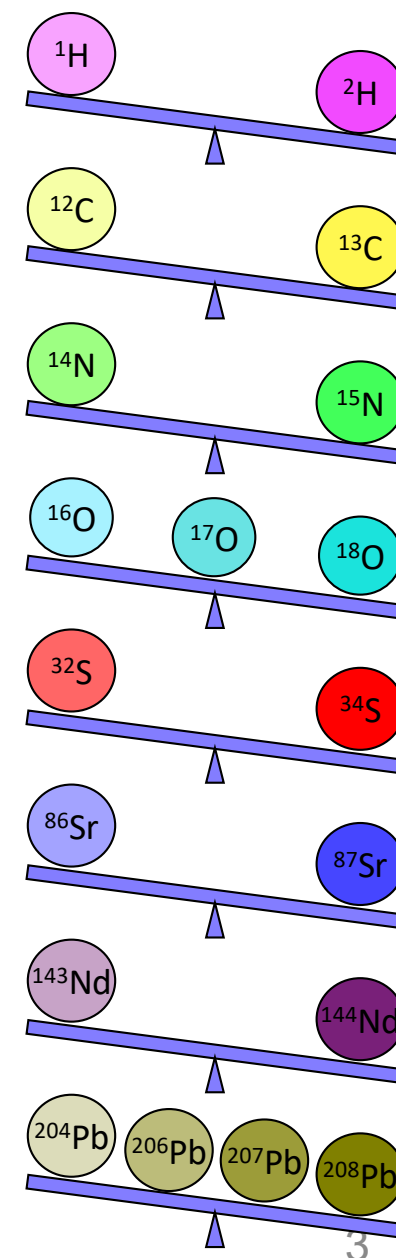 ¹H ²H
¹²C ¹³C
¹⁴N ¹⁵N
¹⁶O ¹⁷O ¹⁸O
³²S ³⁴S
⁸⁶Sr ⁸⁷Sr
¹⁴³Nd ¹⁴⁴Nd
²⁰⁴Pb ²⁰⁶Pb ²⁰⁷Pb ²⁰⁸Pb
3